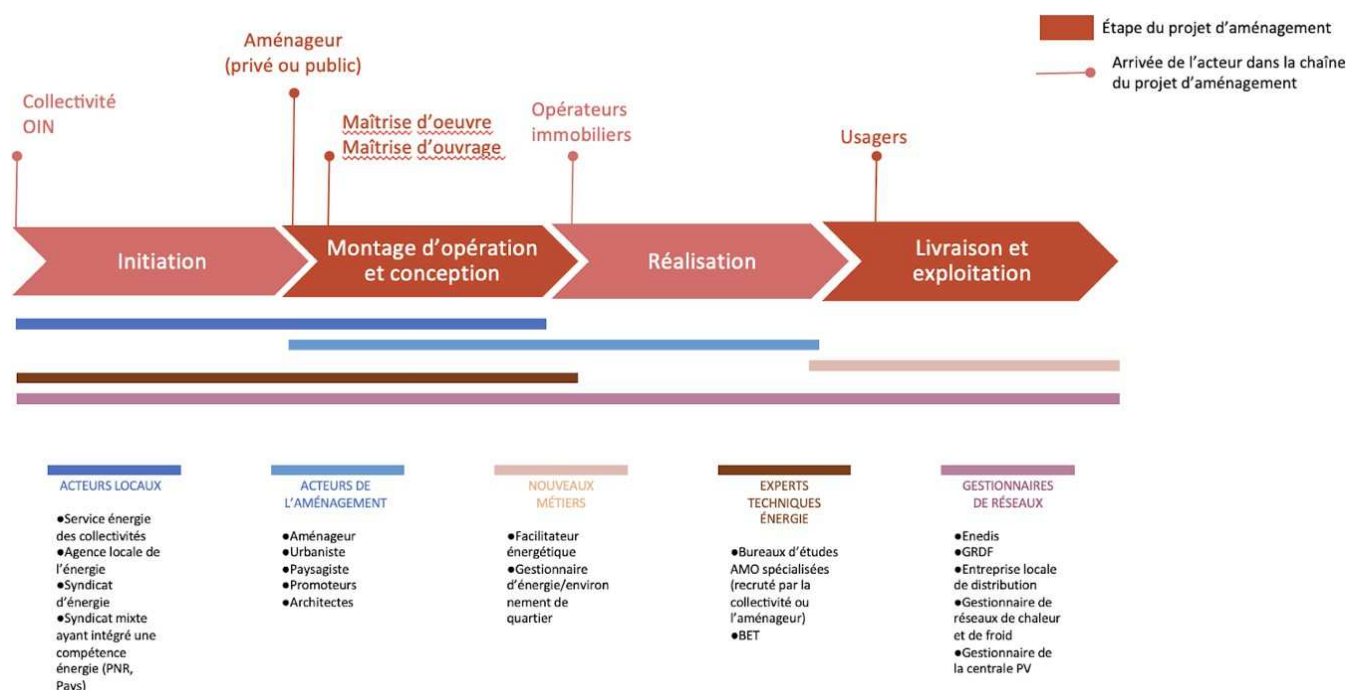 Étape du projet d'aménagement
Arrivée de l'acteur dans la chaîne
du projet d'aménagement
Aménageur
(privé ou public)
Collectivité
OIN
Maîtrise d'oeuvre
Maîtrise d'ouvrage
Opérateurs
immobiliers
Usagers
Initiation
Montage d'opération
et conception
Réalisation
Livraison et
exploitation
ACTEURS LOCAUX
●Service énergie
des collectivités
●Agence locale de
l'énergie
●Syndicat
d'énergie
●Syndicat mixte
ayant intégré une
compétence
énergie (PNR,
Pays)
ACTEURS DE
L'AMÉNAGEMENT
●Aménageur
●Urbaniste
●Paysagiste
●Promoteurs
●Architectes
NOUVEAUX
MÉTIERS
●Facilitateur
énergétique
●Gestionnaire
d'énergie/environ
nement de
quartier
EXPERTS
TECHNIQUES
ÉNERGIE
●Bureaux d'études
AMO spécialisées
(recruté par la
collectivité ou
l'aménageur)
●BET
GESTIONNAIRES
DE RÉSEAUX
●Enedis
●GRDF
●Entreprise locale
de distribution
●Gestionnaire de
réseaux de chaleur
et de froid
●Gestionnaire de
la centrale PV